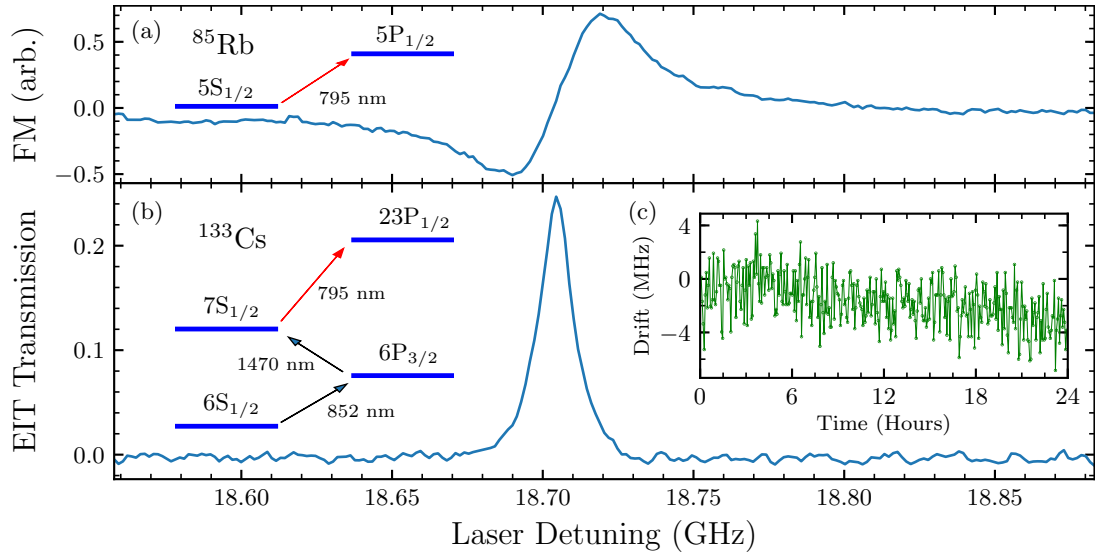 FM (arb.)
0.5
0.0
−0.5
(a)
⁸⁵Rb
5P₁/₂
5S₁/₂
795 nm
EIT Transmission
0.2
0.1
0.0
(b)
¹³³Cs
23P₁/₂
795 nm
7S₁/₂
1470 nm
6P₃/₂
6S₁/₂
852 nm
(c)
Drift (MHz)
4
0
−4
0 6 12 18 24
Time (Hours)
18.60 18.65 18.70 18.75 18.80 18.85
Laser Detuning (GHz)